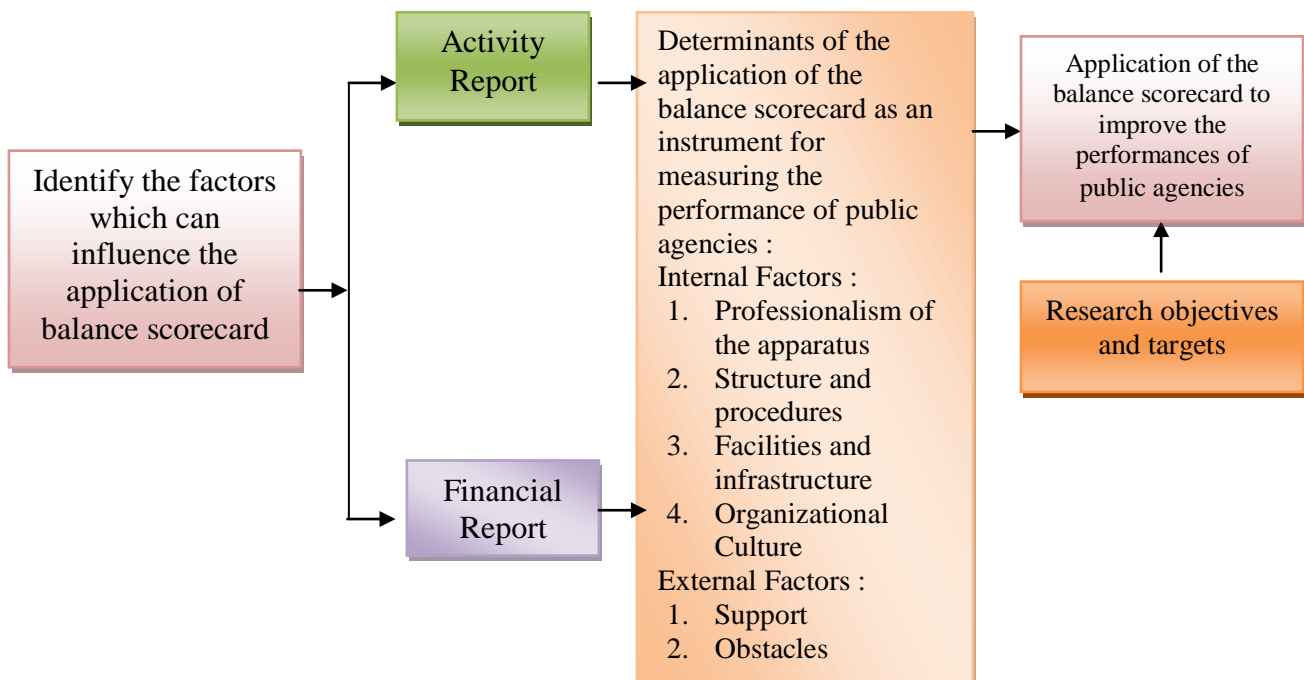 Identify the factors
which can
influence the
application of
balance scorecard
Activity
Report
Financial
Report
Determinants of the
application of the
balance scorecard as an
instrument for
measuring the
performance of public
agencies :
Internal Factors :
1. Professionalism of
the apparatus
2. Structure and
procedures
3. Facilities and
infrastructure
4. Organizational
Culture
External Factors :
1. Support
2. Obstacles
Application of the
balance scorecard to
improve the
performances of
public agencies
Research objectives
and targets